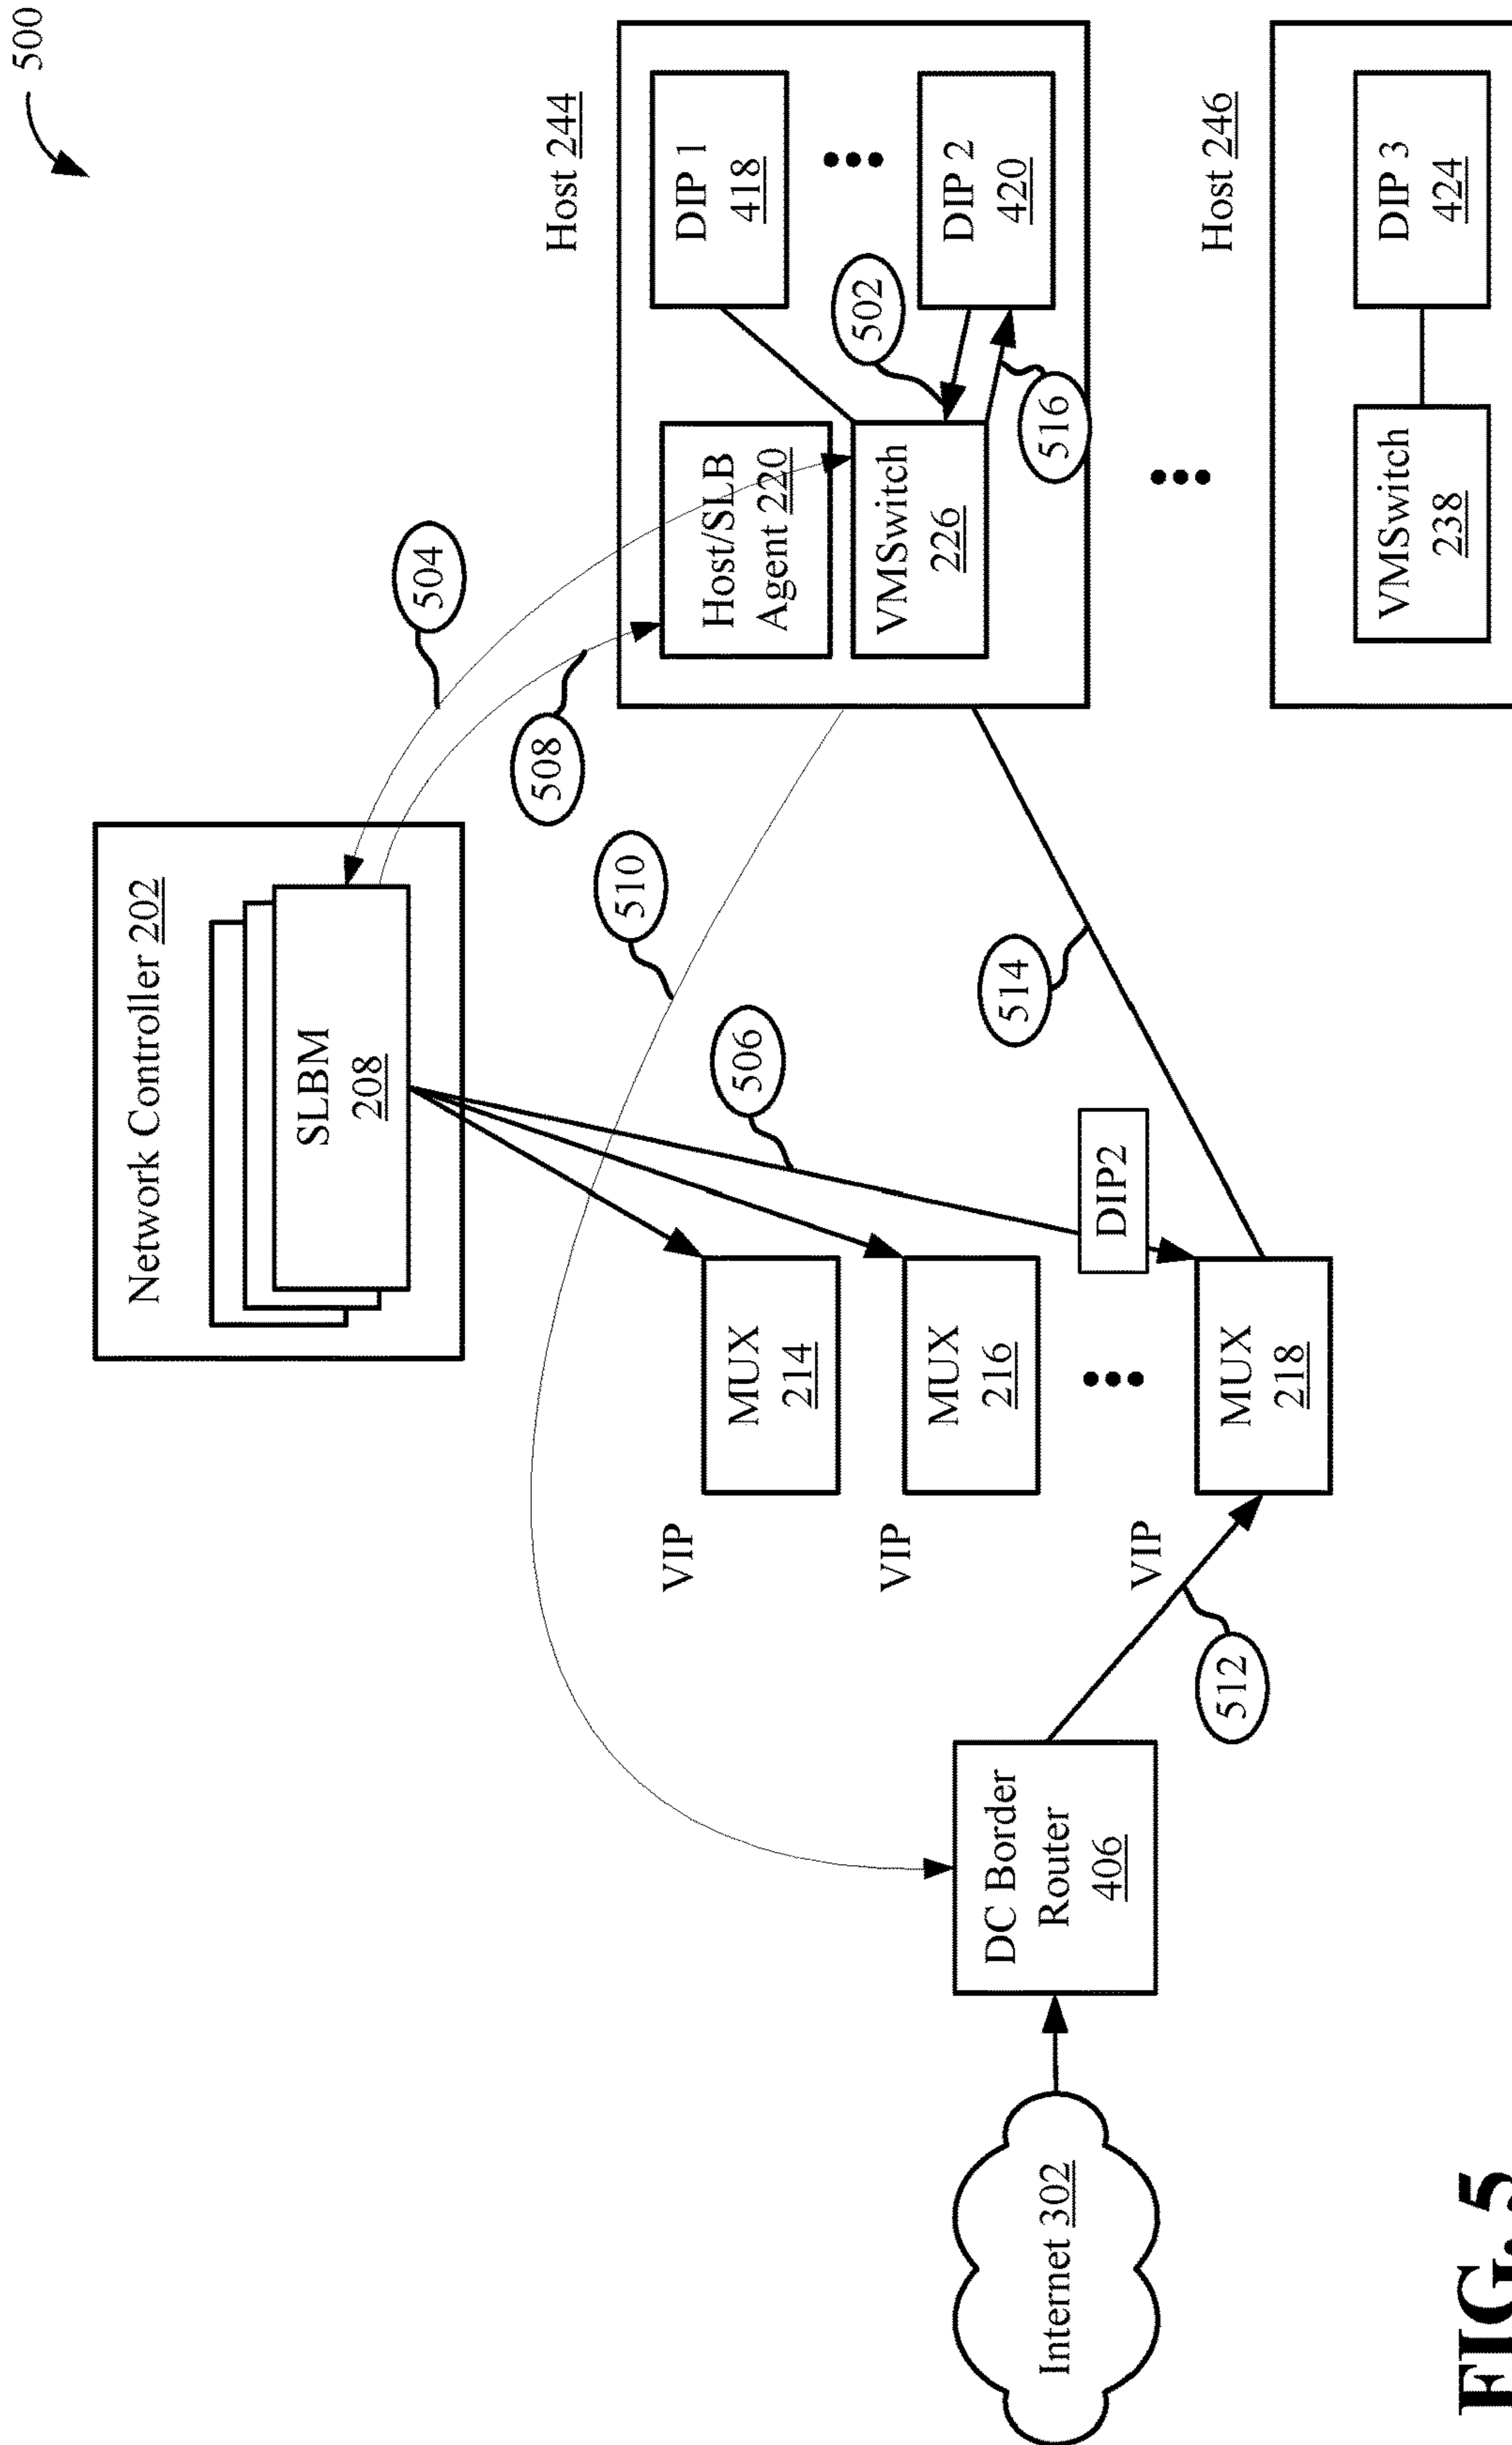 500
Network Controller 202
SLBM
208
504
508
Host 244
Host/SLB
Agent 220
VMSwitch
226
DIP 1
418
DIP 2
420
502
516
510
506
514
VIP
MUX
214
VIP
MUX
216
DIP2
VIP
MUX
218
512
DC Border
Router
406
Internet 302
Host 246
VMSwitch
238
DIP 3
424
FIG. 5